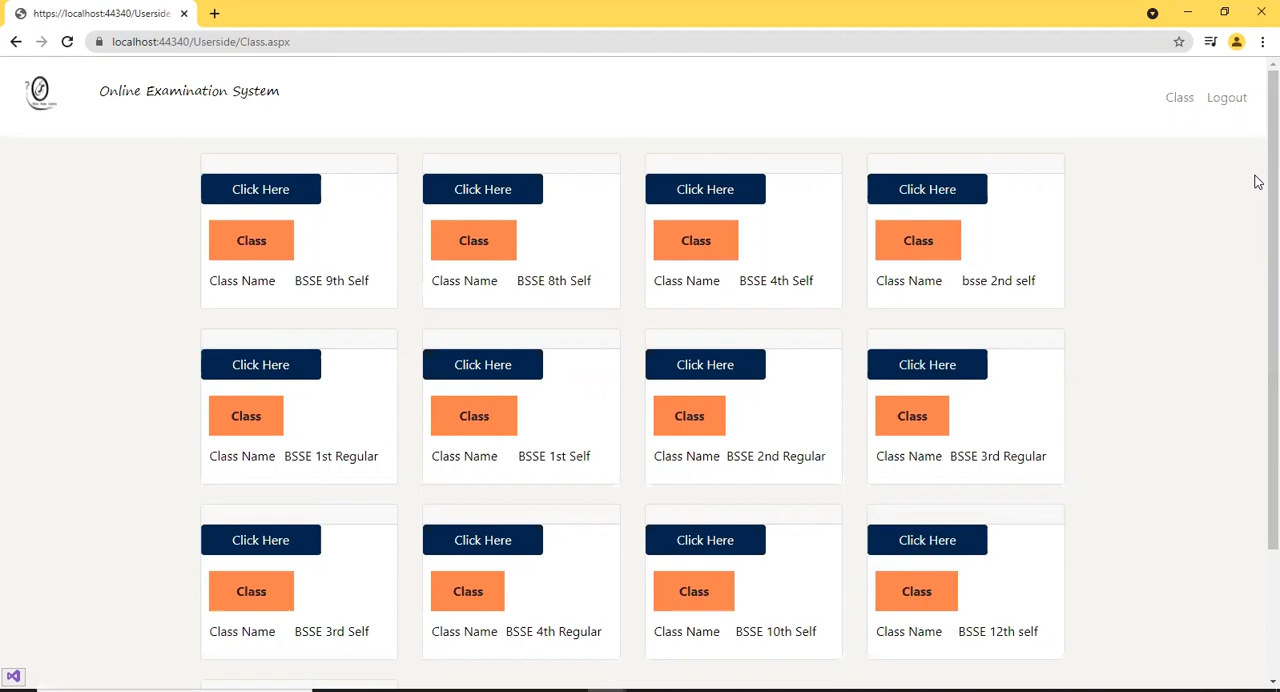 https://localhost:44340/Userside
localhost:44340/Userside/Class.aspx
Online Examination System
Class Logout
Click Here Click Here Click Here Click Here
Class Class Class Class
Class Name BSSE 9th Self Class Name BSSE 8th Self Class Name BSSE 4th Self Class Name bsse 2nd self
Click Here Click Here Click Here Click Here
Class Class Class Class
Class Name BSSE 1st Regular Class Name BSSE 1st Self Class Name BSSE 2nd Regular Class Name BSSE 3rd Regular
Click Here Click Here Click Here Click Here
Class Class Class Class
Class Name BSSE 3rd Self Class Name BSSE 4th Regular Class Name BSSE 10th Self Class Name BSSE 12th self